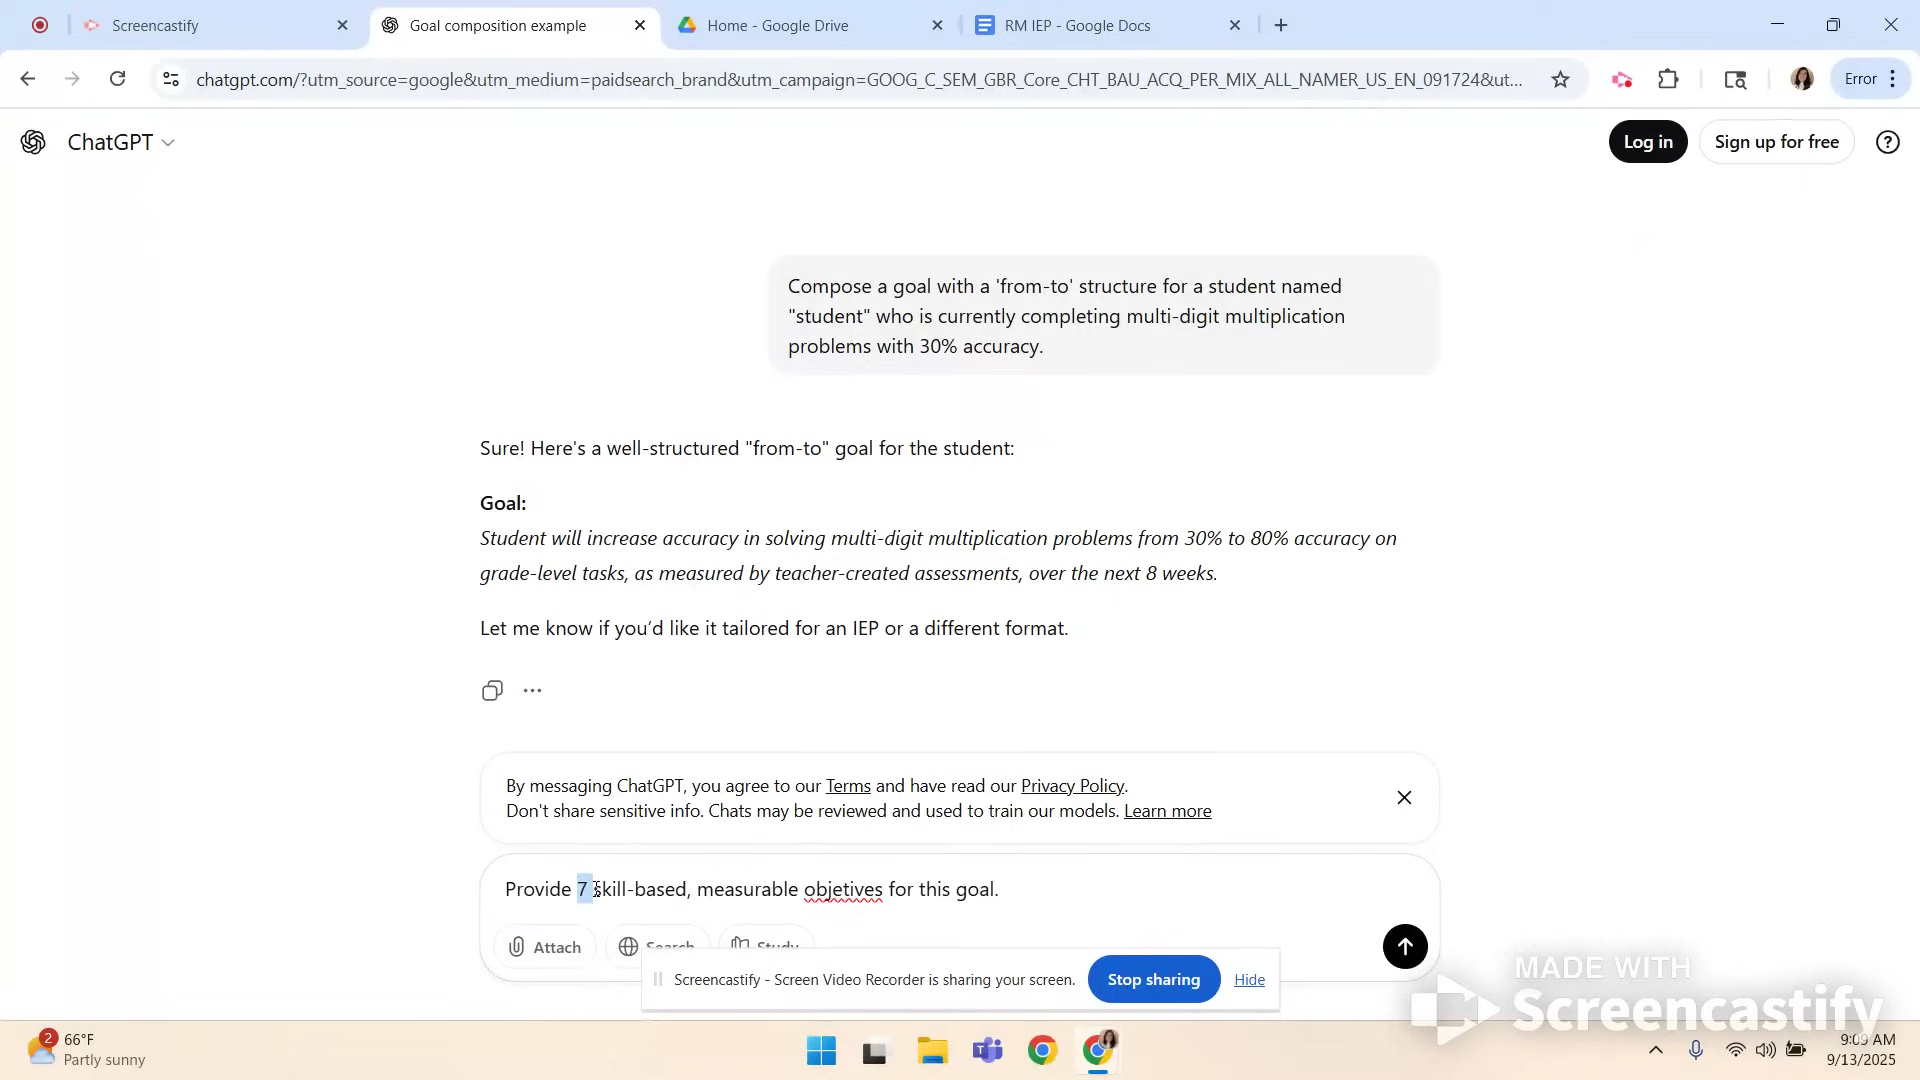 Screencastify
Goal composition example
Home - Google Drive
RM IEP - Google Docs
chatgpt.com/?utm_source=google&utm_medium=paidsearch_brand&utm_campaign=GOOG_C_SEM_GBR_Core_CHT_BAU_ACQ_PER_MIX_ALL_NAMER_US_EN_091724&ut...
Error
ChatGPT
Log in
Sign up for free
Compose a goal with a 'from-to' structure for a student named
"student" who is currently completing multi-digit multiplication
problems with 30% accuracy.
Sure! Here's a well-structured "from-to" goal for the student:
Goal:
Student will increase accuracy in solving multi-digit multiplication problems from 30% to 80% accuracy on
grade-level tasks, as measured by teacher-created assessments, over the next 8 weeks.
Let me know if you’d like it tailored for an IEP or a different format.
By messaging ChatGPT, you agree to our Terms and have read our Privacy Policy.
Don't share sensitive info. Chats may be reviewed and used to train our models. Learn more
Provide 7 skill-based, measurable objetives for this goal.
Attach
Search
Study
Screencastify - Screen Video Recorder is sharing your screen.
Stop sharing
Hide
MADE WITH
Screencastify
2
66°F
Partly sunny
9:09 AM
9/13/2025